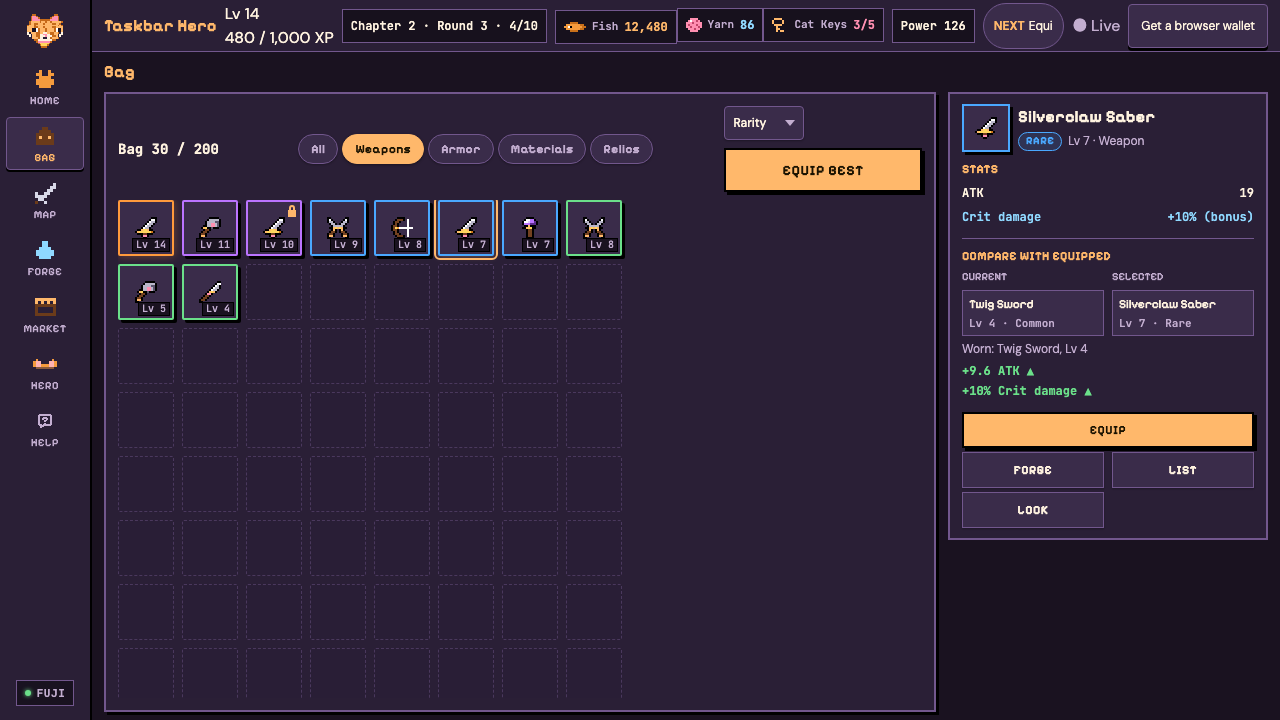 Taskbar Hero
Lv 14
480 / 1,000 XP
Chapter 2 · Round 3 · 4/10
Fish 12,480
Yarn 86
Cat Keys 3/5
Power 126
NEXT Equi
Live
Get a browser wallet
HOME
BAG
MAP
FORGE
MARKET
HERO
HELP
FUJI
Bag
Bag 30 / 200
All
Weapons
Armor
Materials
Relics
Rarity
EQUIP BEST
Lv 14
Lv 11
Lv 10
Lv 9
Lv 8
Lv 7
Lv 7
Lv 8
Lv 5
Lv 4
Silverclaw Saber
RARE Lv 7 · Weapon
STATS
ATK 19
Crit damage +10% (bonus)
COMPARE WITH EQUIPPED
CURRENT SELECTED
Twig Sword
Lv 4 · Common
Silverclaw Saber
Lv 7 · Rare
Worn: Twig Sword, Lv 4
+9.6 ATK ▲
+10% Crit damage ▲
EQUIP
FORGE
LIST
LOOK